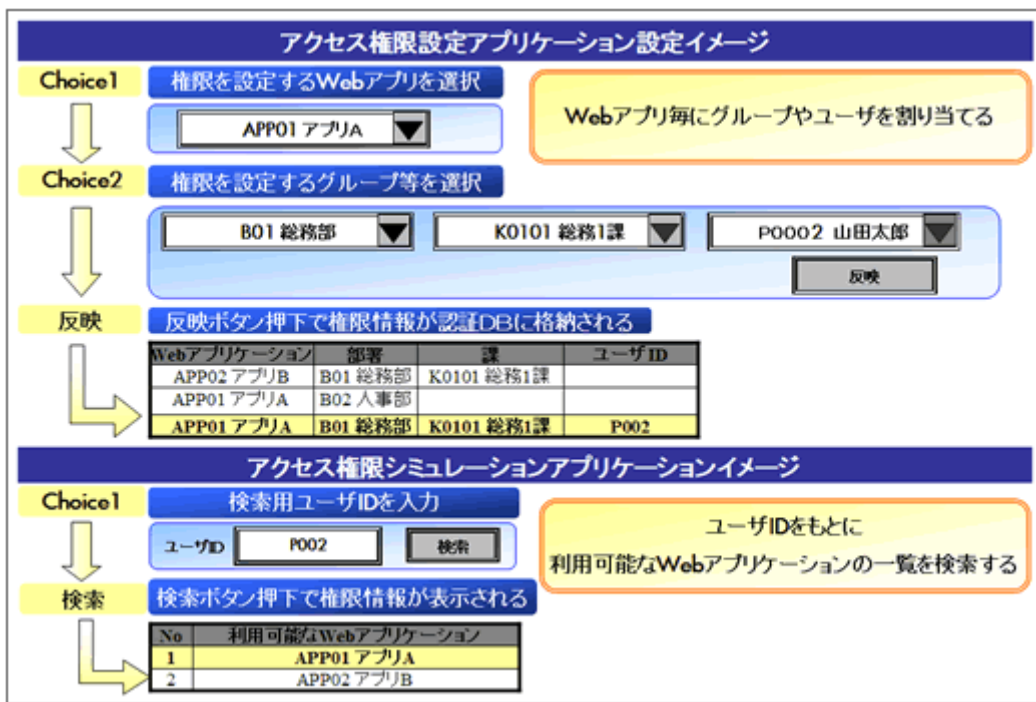 アクセス権限設定アプリケーション設定イメージ
Choice1
権限を設定するWebアプリを選択
APP01 アプリA
Webアプリ毎にグループやユーザを割り当てる
Choice2
権限を設定するグループ等を選択
B01 総務部 K0101 総務1課 P0002 山田太郎
反映
反映
反映ボタン押下で権限情報が認証DBに格納される
Webアプリケーション 部署 課 ユーザID
APP02 アプリB B01 総務部 K0101 総務1課
APP01 アプリA B02 人事部
APP01 アプリA B01 総務部 K0101 総務1課 P002
アクセス権限シミュレーションアプリケーションイメージ
Choice1
検索用ユーザIDを入力
ユーザID P002 検索
ユーザIDをもとに
利用可能なWebアプリケーションの一覧を検索する
検索
検索ボタン押下で権限情報が表示される
No 利用可能なWebアプリケーション
1 APP01 アプリA
2 APP02 アプリB